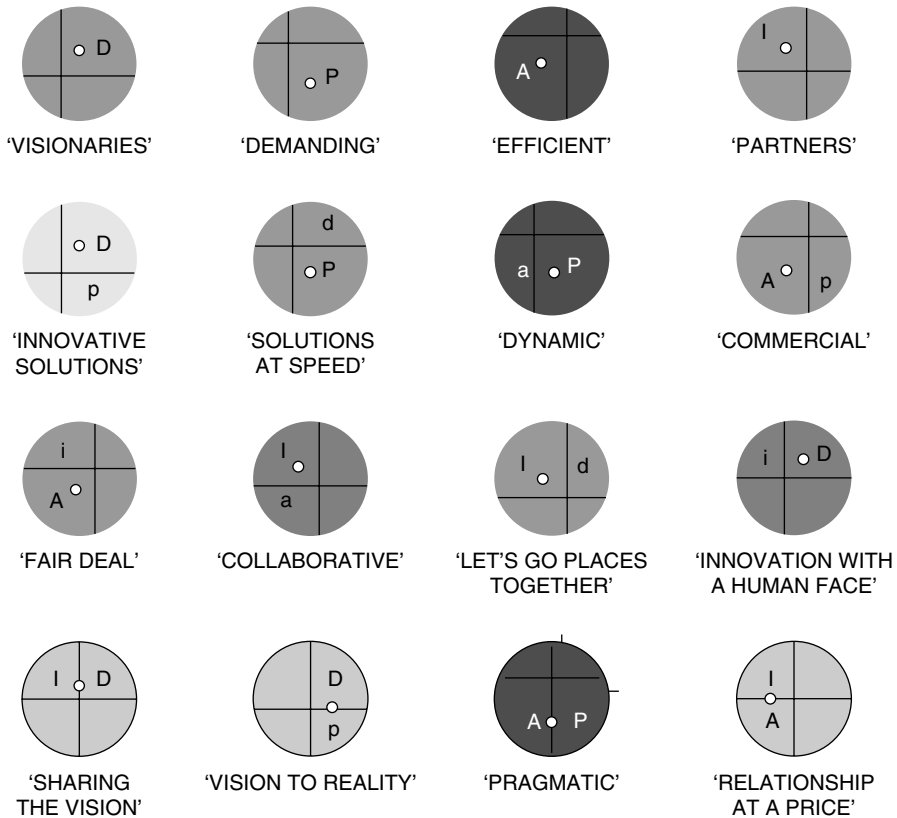 D
P
A
I
‘VISIONARIES’
‘DEMANDING’
‘EFFICIENT’
‘PARTNERS’
D
p
d
P
a P
A p
‘INNOVATIVE
SOLUTIONS’
‘SOLUTIONS
AT SPEED’
‘DYNAMIC’
‘COMMERCIAL’
i
A
I
a
I d
i D
‘FAIR DEAL’
‘COLLABORATIVE’
‘LET’S GO PLACES
TOGETHER’
‘INNOVATION WITH
A HUMAN FACE’
I D
D
p
A P
I
A
‘SHARING
THE VISION’
‘VISION TO REALITY’
‘PRAGMATIC’
‘RELATIONSHIP
AT A PRICE’